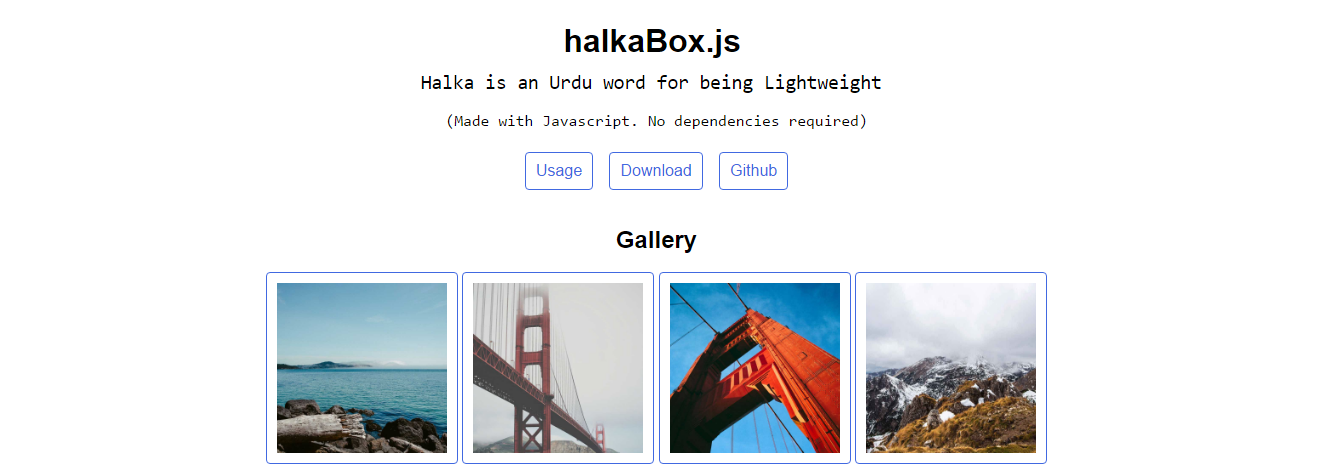 halkaBox.js
Halka is an Urdu word for being Lightweight
(Made with Javascript. No dependencies required)
Usage Download Github
Gallery